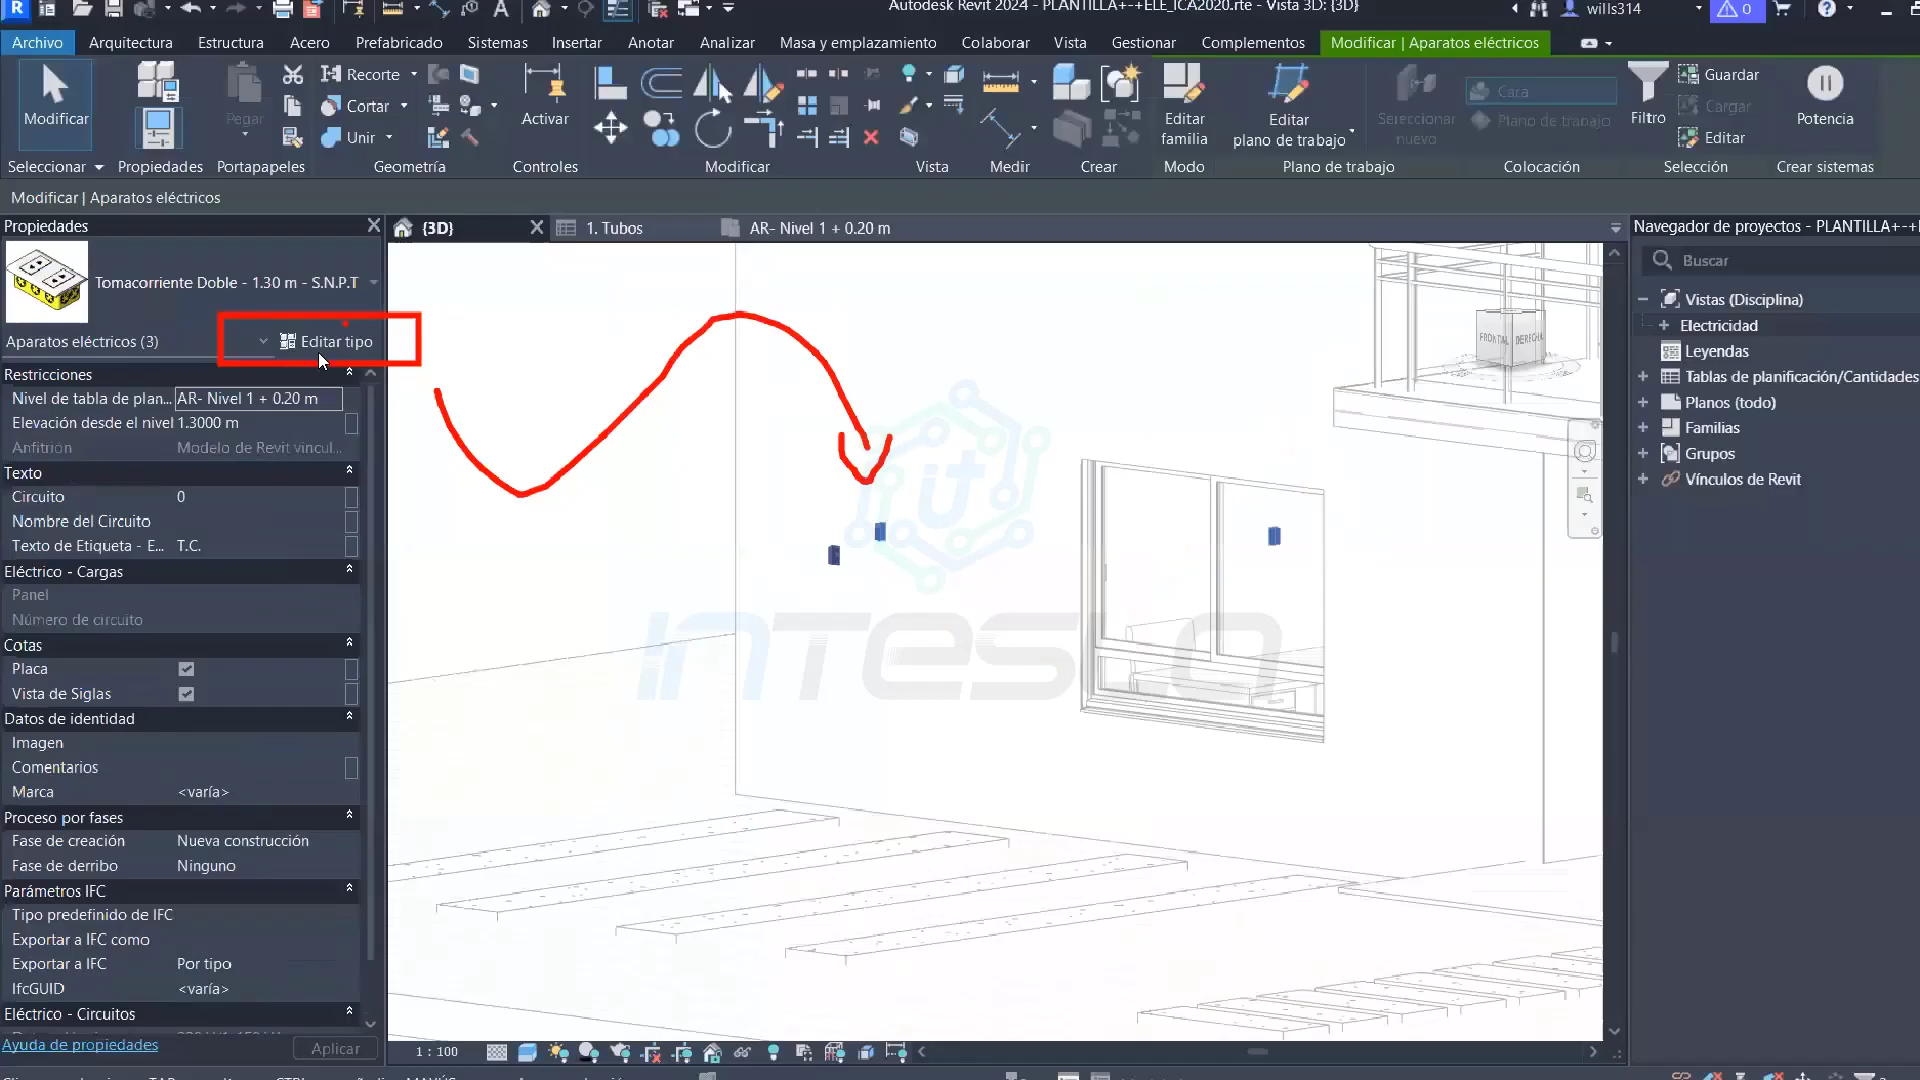 Autodesk Revit 2024 - PLANTILLA+-+ELE_ICA2020.rte - Vista 3D: {3D}
wills314
0
Archivo
Arquitectura
Estructura
Acero
Prefabricado
Sistemas
Insertar
Anotar
Analizar
Masa y emplazamiento
Colaborar
Vista
Gestionar
Complementos
Modificar | Aparatos eléctricos
Modificar
Pegar
Recorte
Cortar
Unir
Activar
Editar familia
Editar plano de trabajo
Seleccionar nuevo
Cara
Plano de trabajo
Filtro
Guardar
Cargar
Editar
Potencia
Seleccionar
Propiedades
Portapapeles
Geometría
Controles
Modificar
Vista
Medir
Crear
Modo
Plano de trabajo
Colocación
Selección
Crear sistemas
Modificar | Aparatos eléctricos
Propiedades
Tomacorriente Doble - 1.30 m - S.N.P.T
Aparatos eléctricos (3)
Editar tipo
Restricciones
Nivel de tabla de plan... AR- Nivel 1 + 0.20 m
Elevación desde el nivel 1.3000 m
Anfitrión Modelo de Revit vincul...
Texto
Circuito 0
Nombre del Circuito
Texto de Etiqueta - E... T.C.
Eléctrico - Cargas
Panel
Número de circuito
Cotas
Placa
Vista de Siglas
Datos de identidad
Imagen
Comentarios
Marca <varía>
Proceso por fases
Fase de creación Nueva construcción
Fase de derribo Ninguno
Parámetros IFC
Tipo predefinido de IFC
Exportar a IFC como
Exportar a IFC Por tipo
IfcGUID <varía>
Eléctrico - Circuitos
Ayuda de propiedades
Aplicar
{3D}
1. Tubos
AR- Nivel 1 + 0.20 m
FRONTAL
DERECHA
it
1 : 100
Navegador de proyectos - PLANTILLA+-+E
Buscar
Vistas (Disciplina)
Electricidad
Leyendas
Tablas de planificación/Cantidades
Planos (todo)
Familias
Grupos
Vínculos de Revit